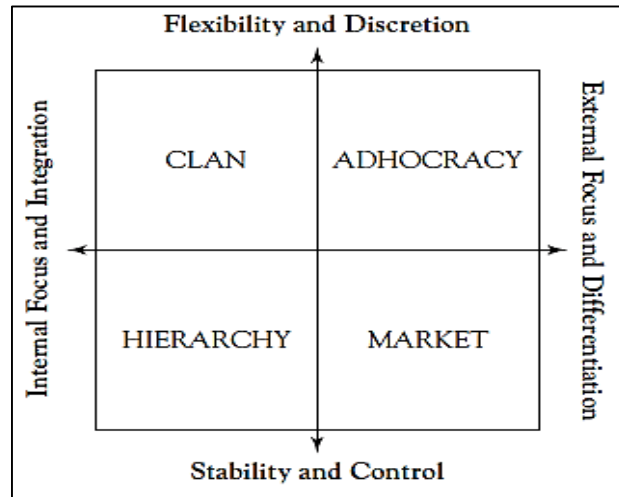 Flexibility and Discretion
Internal Focus and Integration
CLAN
ADHOCRACY
External Focus and Differentiation
HIERARCHY
MARKET
Stability and Control